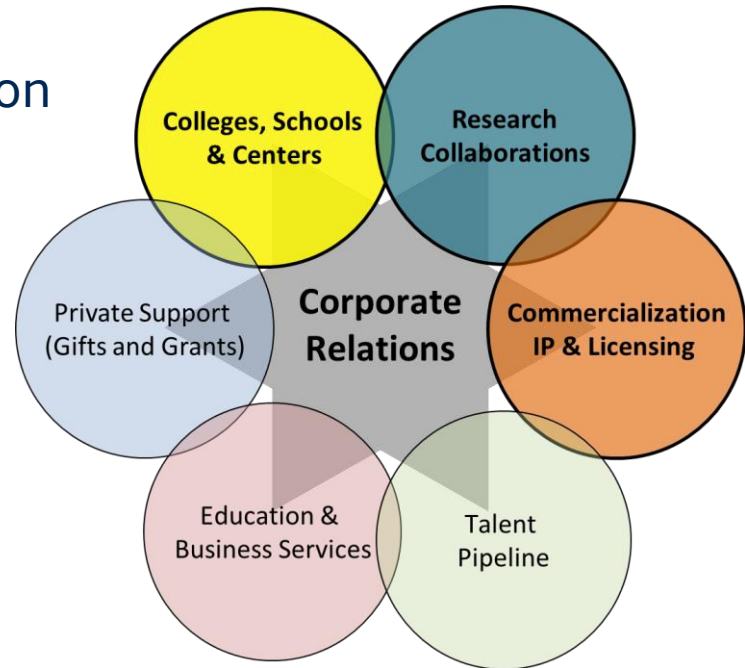 on
Colleges, Schools
& Centers
Research
Collaborations
Private Support
(Gifts and Grants)
Corporate
Relations
Commercialization
IP & Licensing
Education &
Business Services
Talent
Pipeline